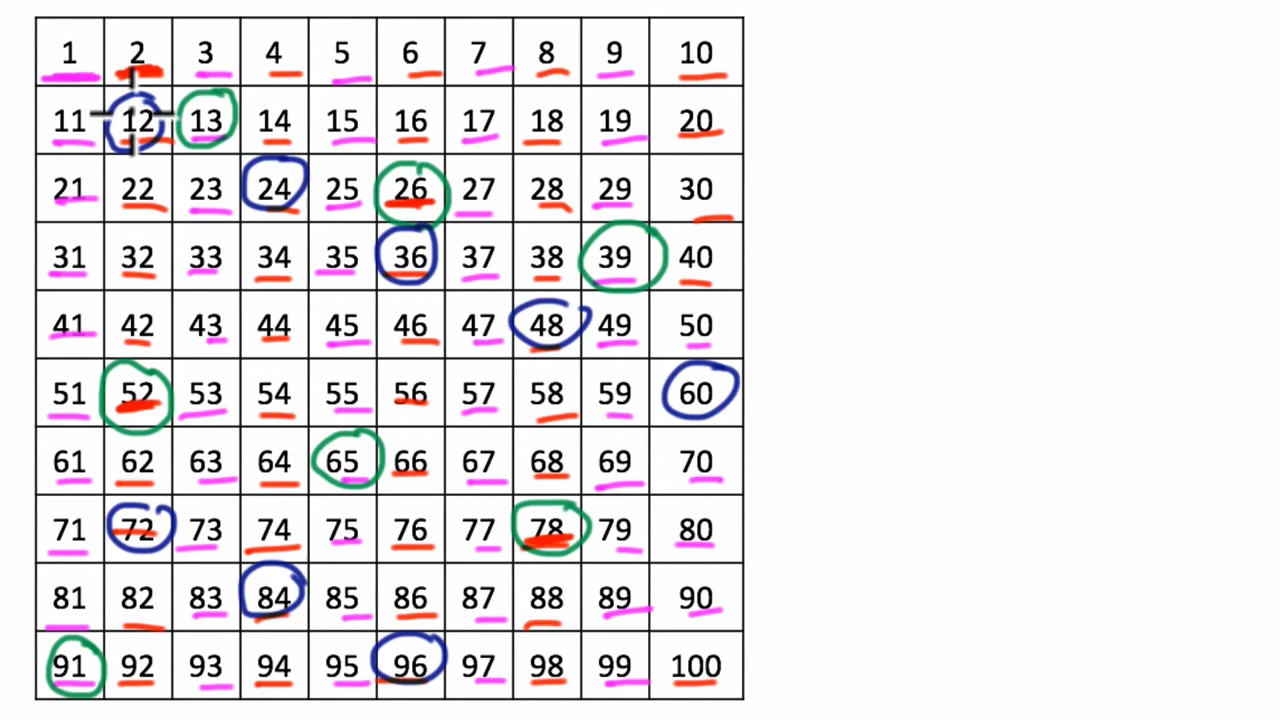 1 2 3 4 5 6 7 8 9 10
11 12 13 14 15 16 17 18 19 20
21 22 23 24 25 26 27 28 29 30
31 32 33 34 35 36 37 38 39 40
41 42 43 44 45 46 47 48 49 50
51 52 53 54 55 56 57 58 59 60
61 62 63 64 65 66 67 68 69 70
71 72 73 74 75 76 77 78 79 80
81 82 83 84 85 86 87 88 89 90
91 92 93 94 95 96 97 98 99 100